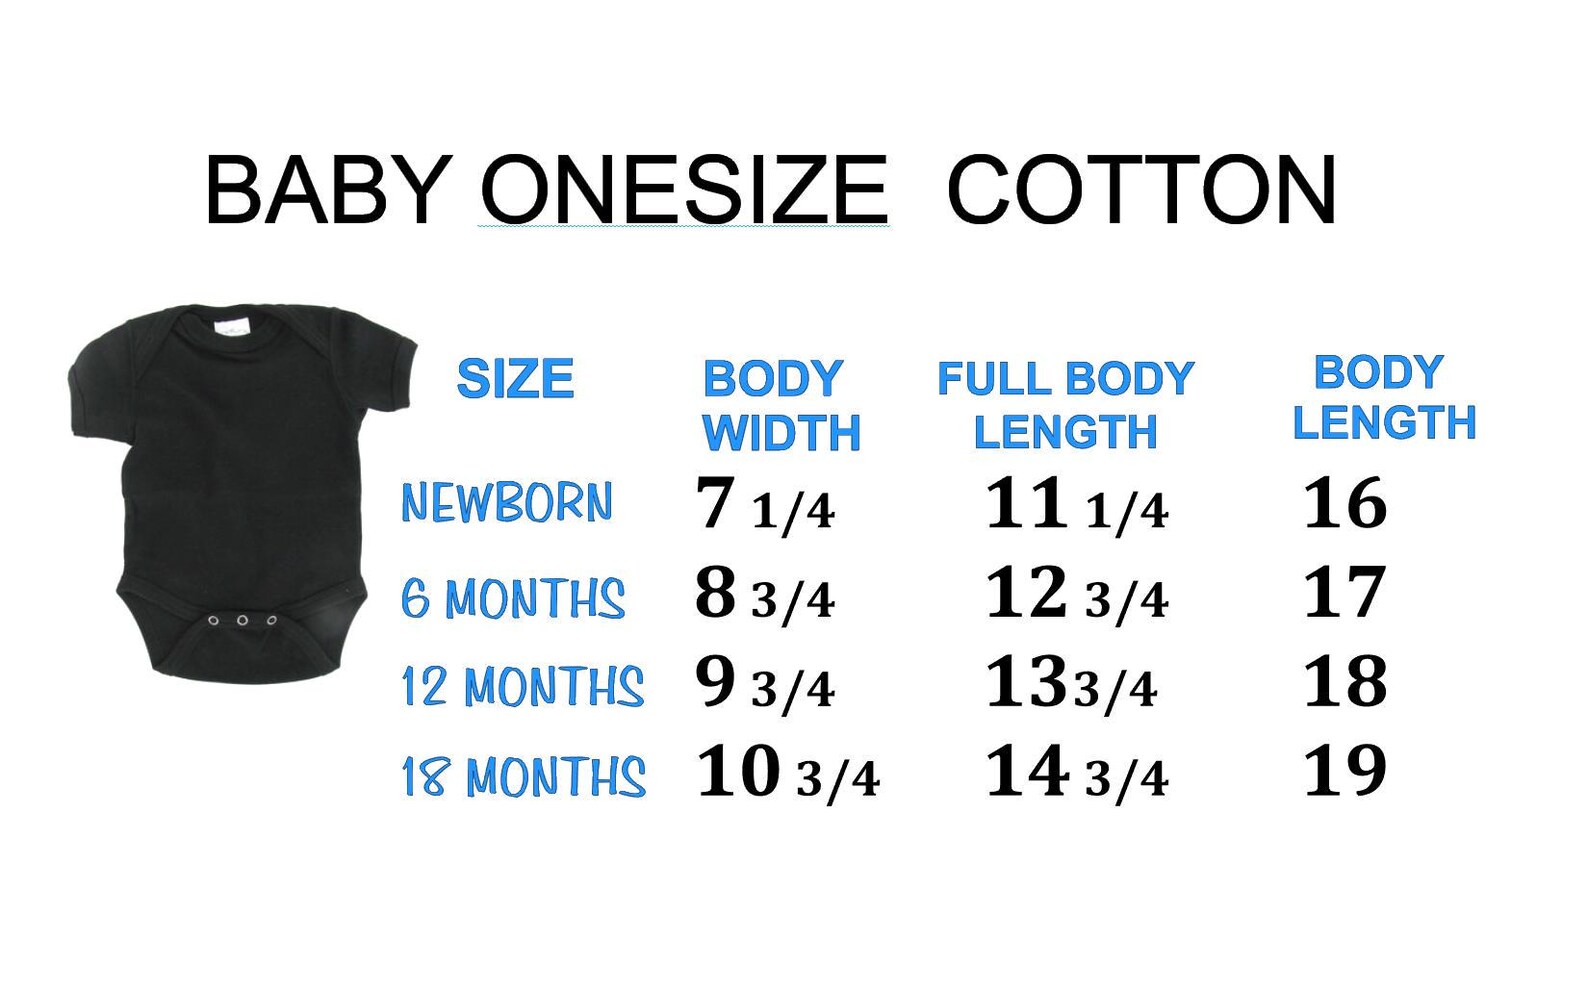 BABY ONESIZE COTTON
SIZE BODY WIDTH FULL BODY LENGTH BODY LENGTH
NEWBORN 7 1/4 11 1/4 16
6 MONTHS 8 3/4 12 3/4 17
12 MONTHS 9 3/4 133/4 18
18 MONTHS 10 3/4 14 3/4 19